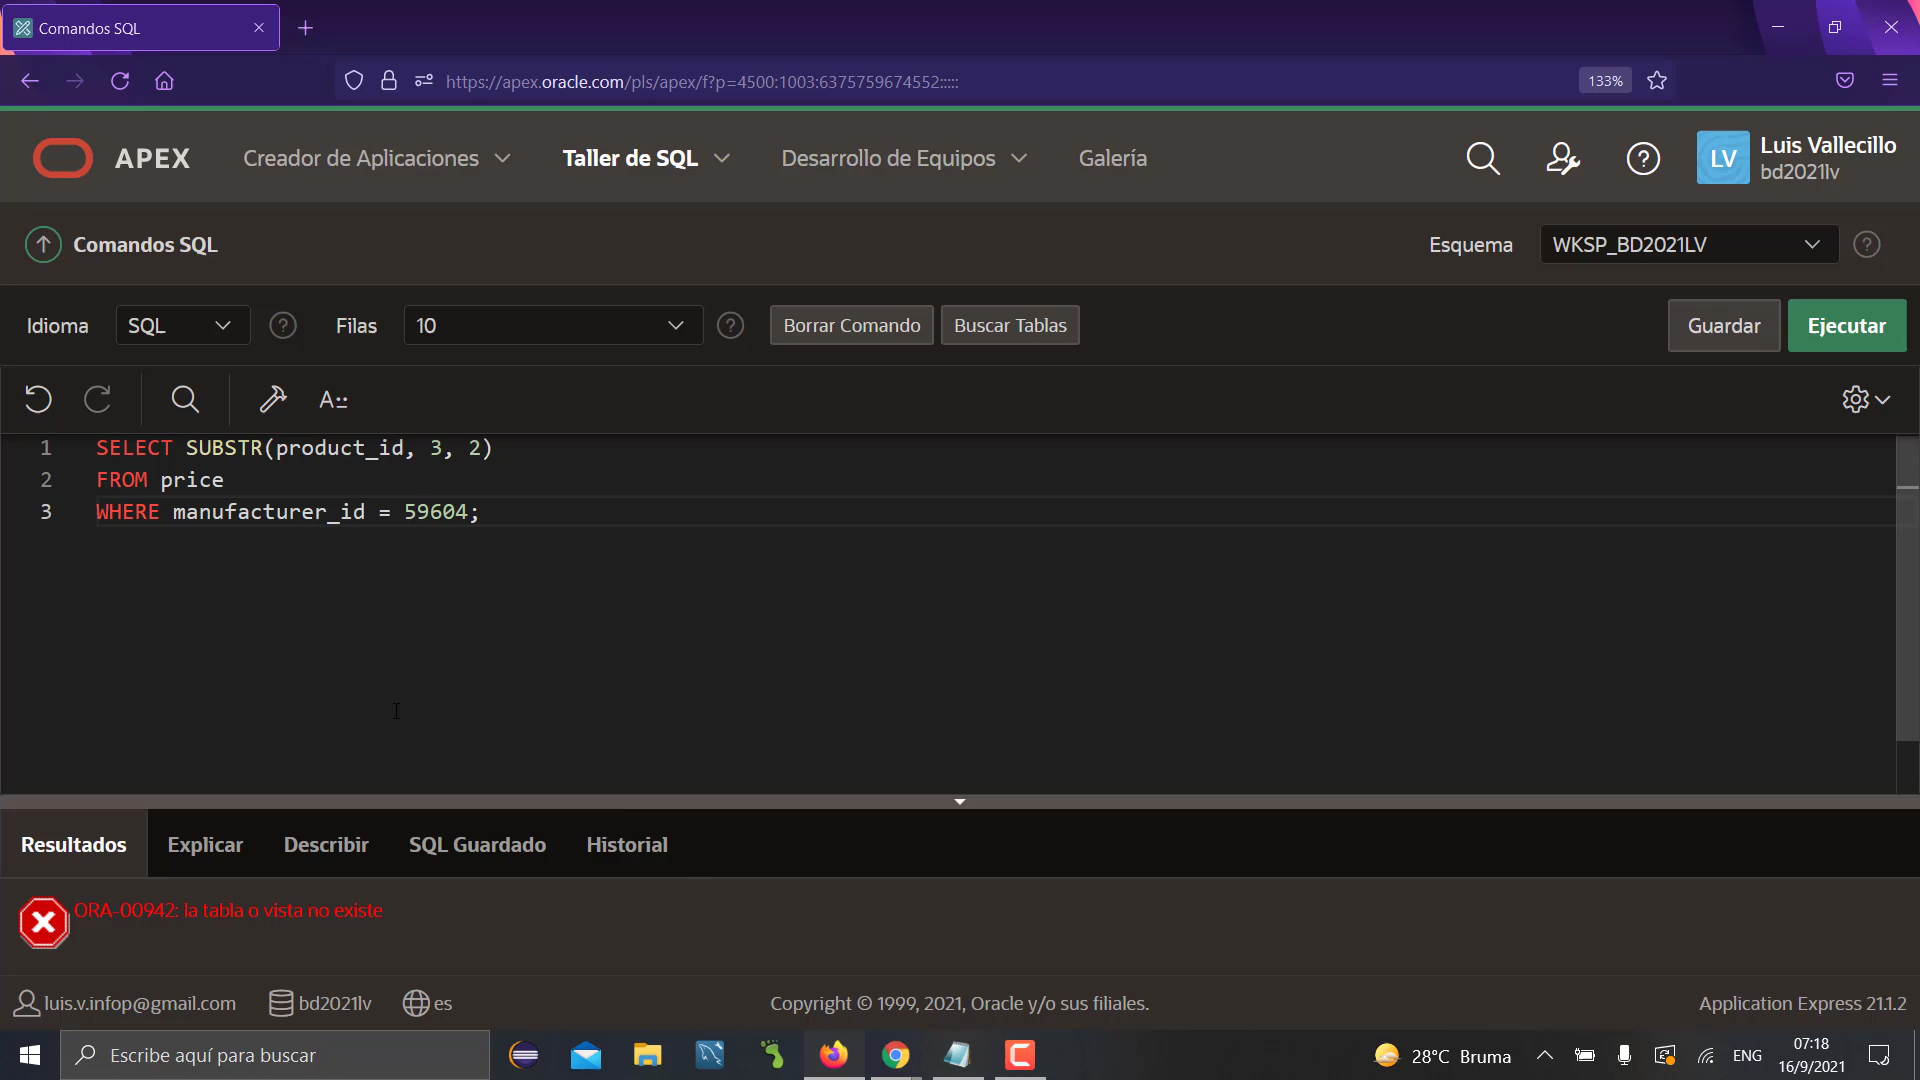 Comandos SQL
https://apex.oracle.com/pls/apex/f?p=4500:1003:6375759674552:::::
133%
APEX
Creador de Aplicaciones
Taller de SQL
Desarrollo de Equipos
Galería
LV
Luis Vallecillo
bd2021lv
Comandos SQL
Esquema
WKSP_BD2021LV
Idioma
SQL
Filas
10
Borrar Comando
Buscar Tablas
Guardar
Ejecutar
A
1 SELECT SUBSTR(product_id, 3, 2)
2 FROM price
3 WHERE manufacturer_id = 59604;
Resultados
Explicar
Describir
SQL Guardado
Historial
ORA-00942: la tabla o vista no existe
luis.v.infop@gmail.com
bd2021lv
es
Copyright © 1999, 2021, Oracle y/o sus filiales.
Application Express 21.1.2
Escribe aquí para buscar
28°C Bruma
ENG
07:18
16/9/2021